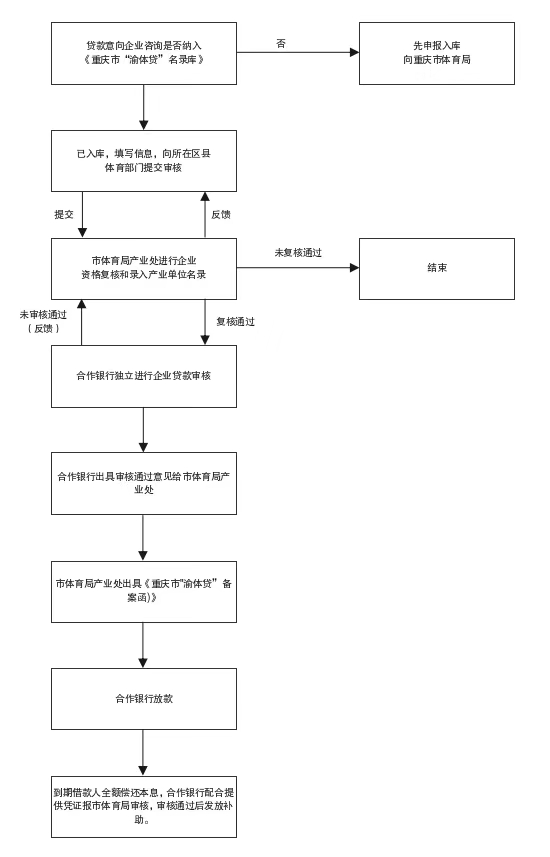 贷款意向企业咨询是否纳入
《重庆市“渝体贷”名录库》
否
先申报入库
向重庆市体育局
已入库，填写信息，向所在区县
体育部门提交审核
提交
反馈
市体育局产业处进行企业
资格复核和录入产业单位名录
未复核通过
结束
未审核通过
（反馈）
复核通过
合作银行独立进行企业贷款审核
合作银行出具审核通过意见给市体育局产
业处
市体育局产业处出具《重庆市“渝体贷”备
案函)》
合作银行放款
到期借款人全额偿还本息，合作银行配合提
供凭证报市体育局审核，审核通过后发放补
助。